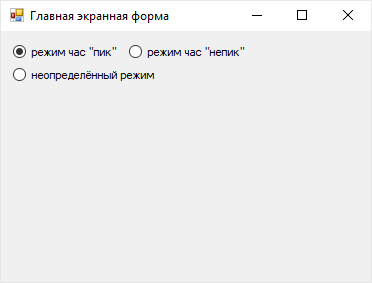 Главная экранная форма
режим час "пик" режим час "непик"
неопределённый режим